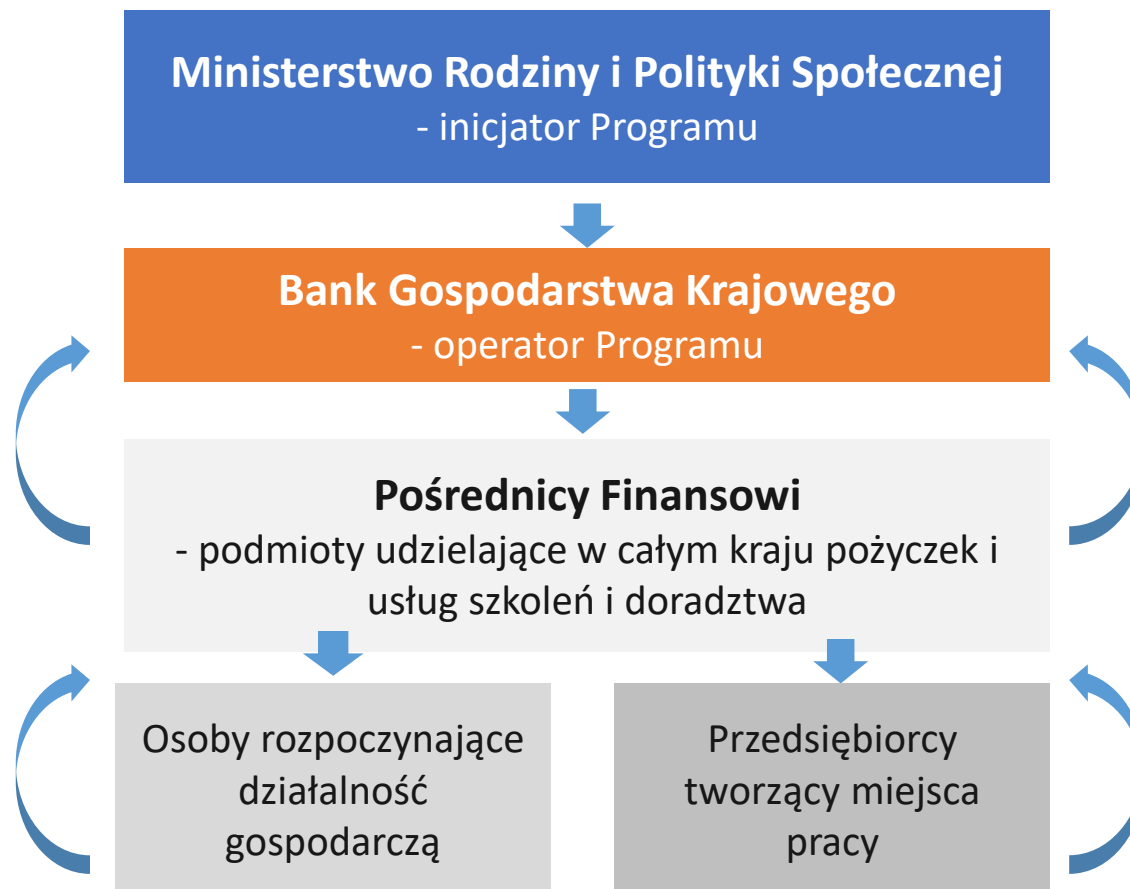 Ministerstwo Rodziny i Polityki Społecznej
- inicjator Programu
Bank Gospodarstwa Krajowego
- operator Programu
Pośrednicy Finansowi
- podmioty udzielające w całym kraju pożyczek i
usług szkoleń i doradztwa
Osoby rozpoczynające
działalność
gospodarczą
Przedsiębiorcy
tworzący miejsca
pracy